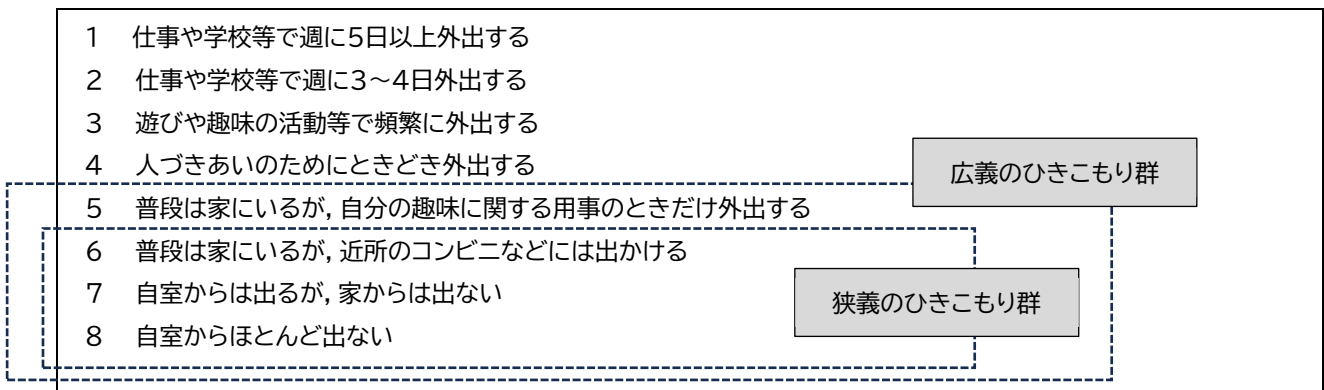 1 仕事や学校等で週に5日以上外出する
2 仕事や学校等で週に3～4日外出する
3 遊びや趣味の活動等で頻繁に外出する
4 人づきあいのためにときどき外出する
広義のひきこもり群
5 普段は家にいるが，自分の趣味に関する用事のときだけ外出する
6 普段は家にいるが，近所のコンビニなどには出かける
7 自室からは出るが，家からは出ない
狭義のひきこもり群
8 自室からほとんど出ない